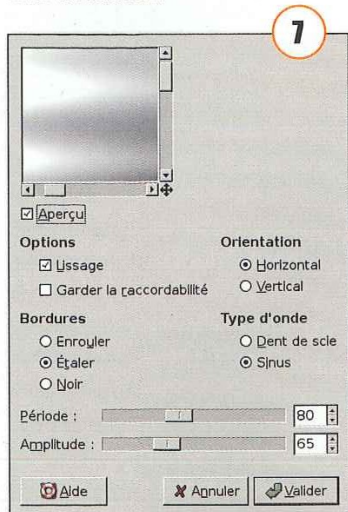 7
Aperçu
Options
Orientation
Lissage
Horizontal
Garder la raccordabilité
Vertical
Bordures
Type d'onde
Enrouler
Dent de scie
Étaler
Sinus
Noir
Période : 80
Amplitude : 65
Aide Annuler Valider